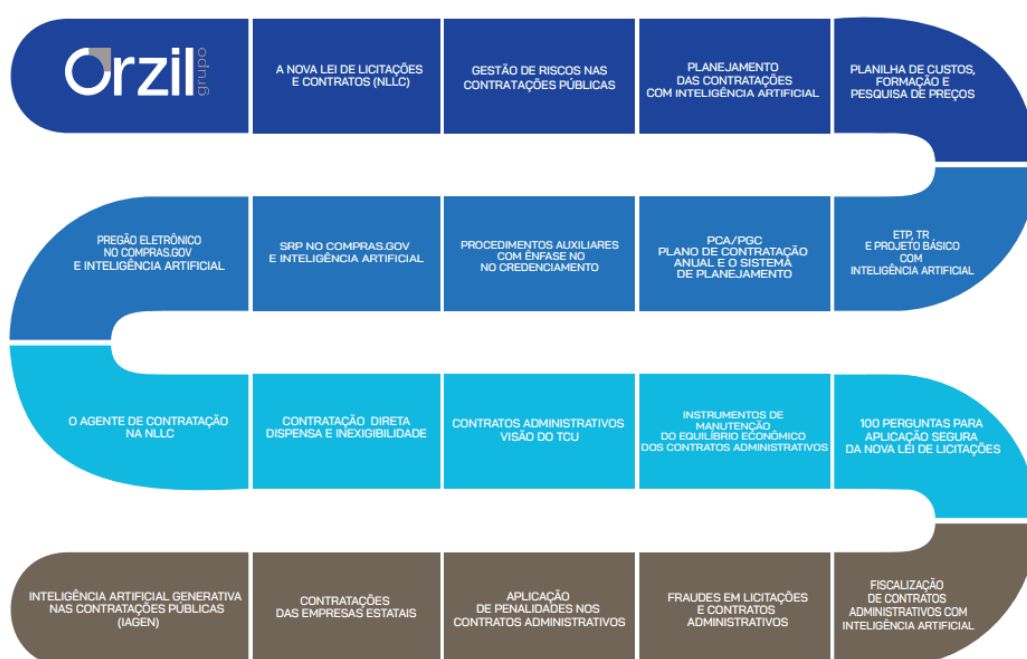 Orzil
grupo
A NOVA LEI DE LICITAÇÕES
E CONTRATOS (NLLC)
GESTÃO DE RISCOS NAS
CONTRATAÇÕES PÚBLICAS
PLANEJAMENTO
DAS CONTRATAÇÕES
COM INTELIGÊNCIA ARTIFICIAL
PLANILHA DE CUSTOS,
FORMAÇÃO E
PESQUISA DE PREÇOS
ETP, TR
E PROJETO BÁSICO
COM
INTELIGÊNCIA ARTIFICIAL
PCA/PGC
PLANO DE CONTRATAÇÃO
ANUAL E O SISTEMA
DE PLANEJAMENTO
PROCEDIMENTOS AUXILIARES
COM ÊNFASE NO
NO CREDENCIAMENTO
SRP NO COMPRAS.GOV
E INTELIGÊNCIA ARTIFICIAL
PREGÃO ELETRÔNICO
NO COMPRAS.GOV
E INTELIGÊNCIA ARTIFICIAL
O AGENTE DE CONTRATAÇÃO
NA NLLC
CONTRATAÇÃO DIRETA
DISPENSA E INEXIGIBILIDADE
CONTRATOS ADMINISTRATIVOS
VISÃO DO TCU
INSTRUMENTOS DE
MANUTENÇÃO
DO EQUILÍBRIO ECONÔMICO
DOS CONTRATOS ADMINISTRATIVOS
100 PERGUNTAS PARA
APLICAÇÃO SEGURA
DA NOVA LEI DE LICITAÇÕES
FISCALIZAÇÃO
DE CONTRATOS
ADMINISTRATIVOS COM
INTELIGÊNCIA ARTIFICIAL
FRAUDES EM LICITAÇÕES
E CONTRATOS
ADMINISTRATIVOS
APLICAÇÃO
DE PENALIDADES NOS
CONTRATOS ADMINISTRATIVOS
CONTRATAÇÕES
DAS EMPRESAS ESTATAIS
INTELIGÊNCIA ARTIFICIAL GENERATIVA
NAS CONTRATAÇÕES PÚBLICAS
(IAGEN)